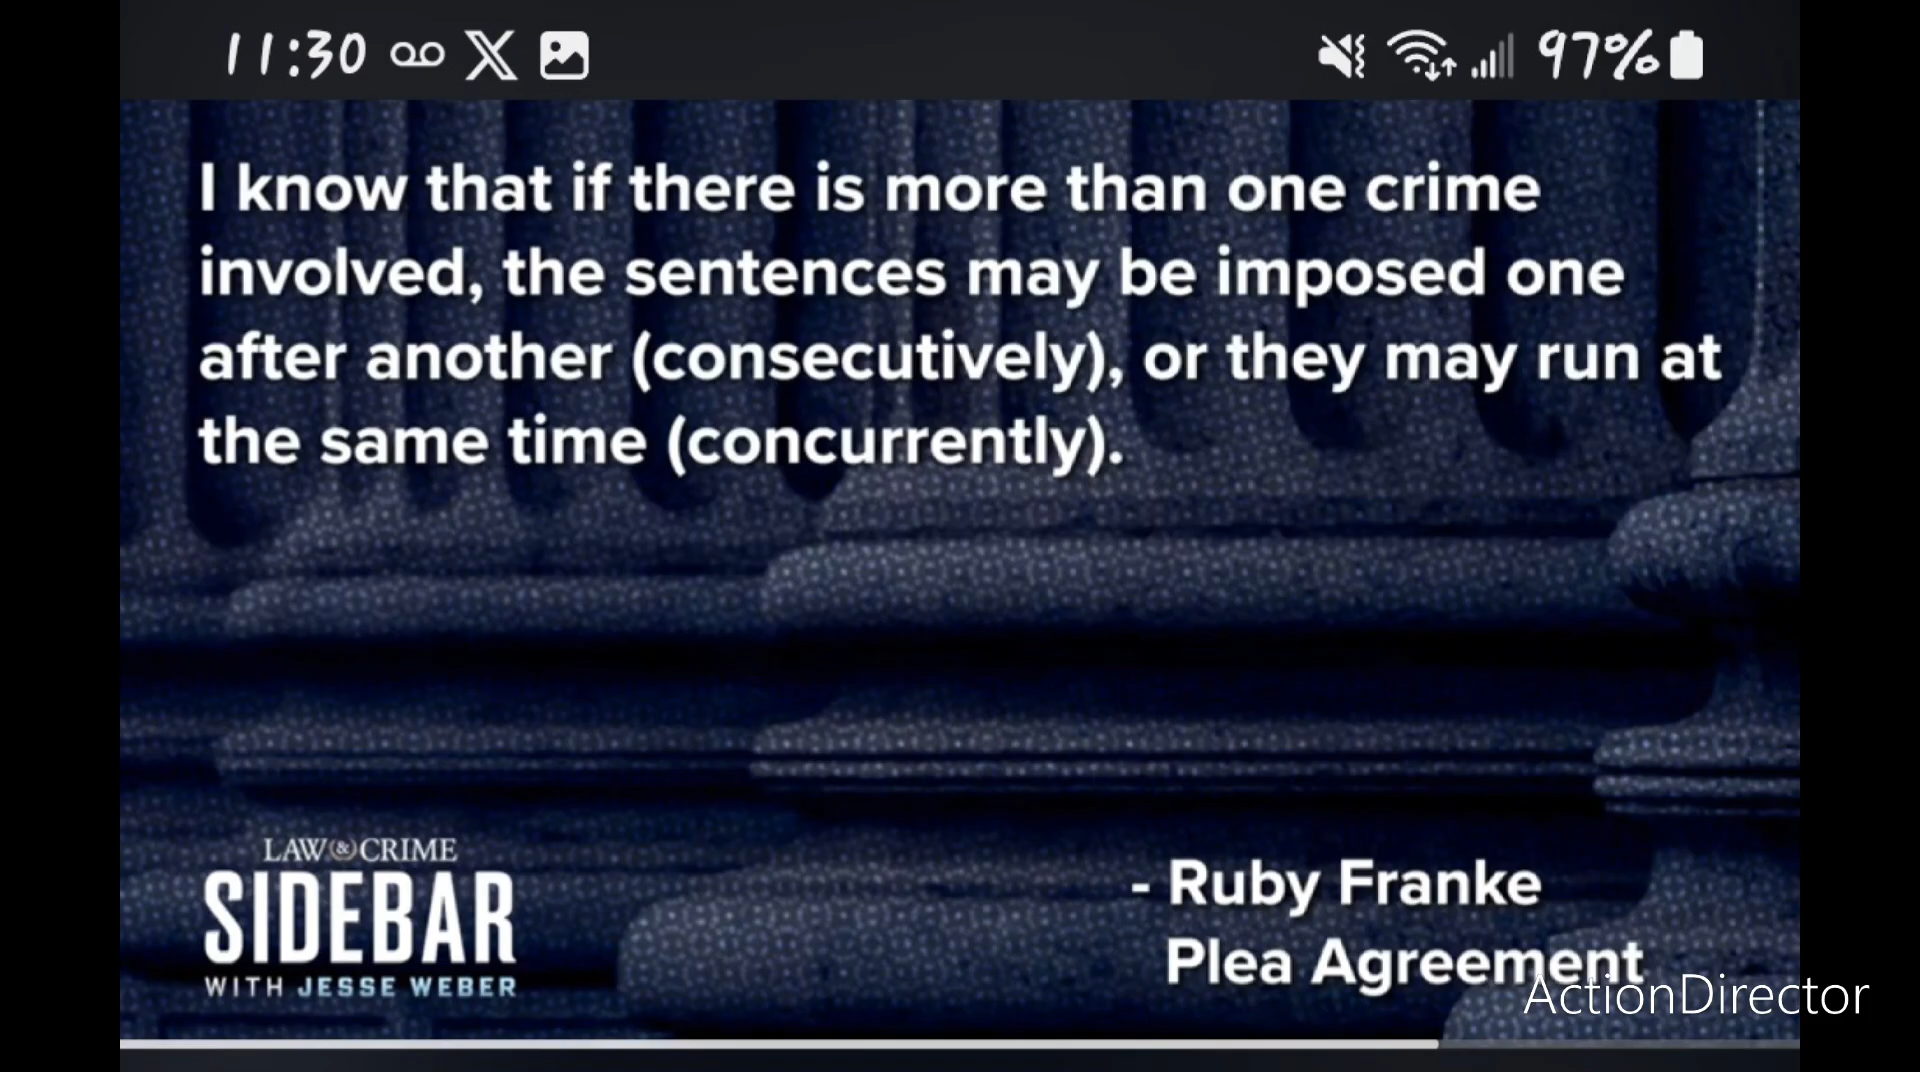 11:30 97%
I know that if there is more than one crime
involved, the sentences may be imposed one
after another (consecutively), or they may run at
the same time (concurrently).
LAW & CRIME
SIDEBAR
WITH JESSE WEBER
- Ruby Franke
Plea Agreement
ActionDirector